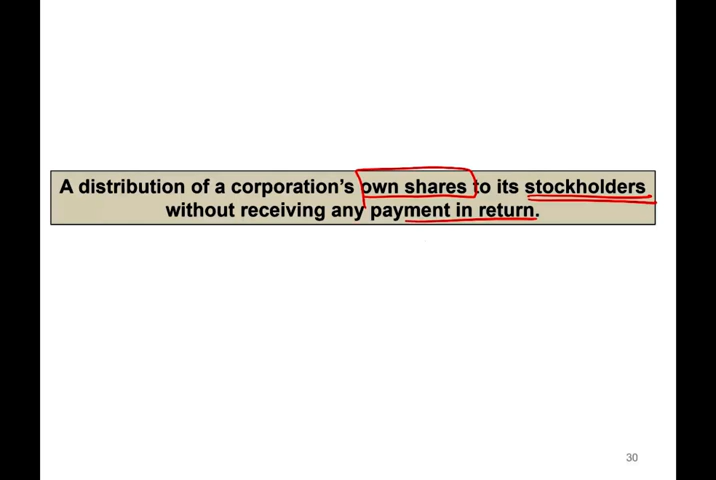 A distribution of a corporation’s own shares to its stockholders
without receiving any payment in return.
30